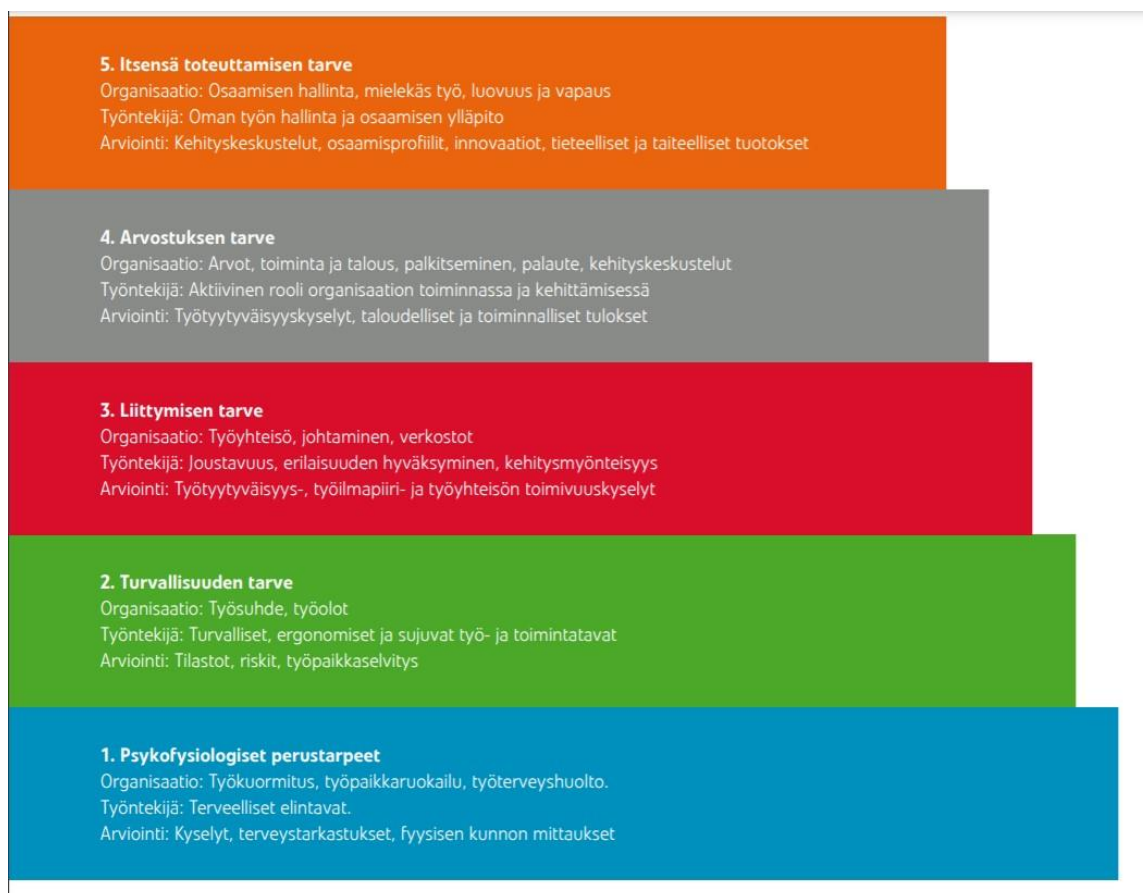 5. Itsensä toteuttamisen tarve
Organisaatio: Osaamisen hallinta, mielekäs työ, luovuus ja vapaus
Työntekijä: Oman työn hallinta ja osaamisen ylläpito
Arviointi: Kehityskeskustelut, osaamisprofiilit, innovaatiot, tieteelliset ja taiteelliset tuotokset
4. Arvostuksen tarve
Organisaatio: Arvot, toiminta ja talous, palkitseminen, palaute, kehityskeskustelut
Työntekijä: Aktiivinen rooli organisaation toiminnassa ja kehittämisessä
Arviointi: Työtyytyväisyyskyselyt, taloudelliset ja toiminnalliset tulokset
3. Liittymisen tarve
Organisaatio: Työyhteisö, johtaminen, verkostot
Työntekijä: Joustavuus, erilaisuuden hyväksyminen, kehitysmyönteisyys
Arviointi: Työtyytyväisyys-, työilmapiiri- ja työyhteisön toimivuuskyselyt
2. Turvallisuuden tarve
Organisaatio: Työsuhde, työolot
Työntekijä: Turvalliset, ergonomiset ja sujuvat työ- ja toimintatavat
Arviointi: Tilastot, riskit, työpaikkaselvitys
1. Psykofysiologiset perustarpeet
Organisaatio: Työkuormitus, työpaikkaruokailu, työterveyshuolto.
Työntekijä: Terveelliset elintavat.
Arviointi: Kyselyt, terveystarkastukset, fyysisen kunnon mittaukset